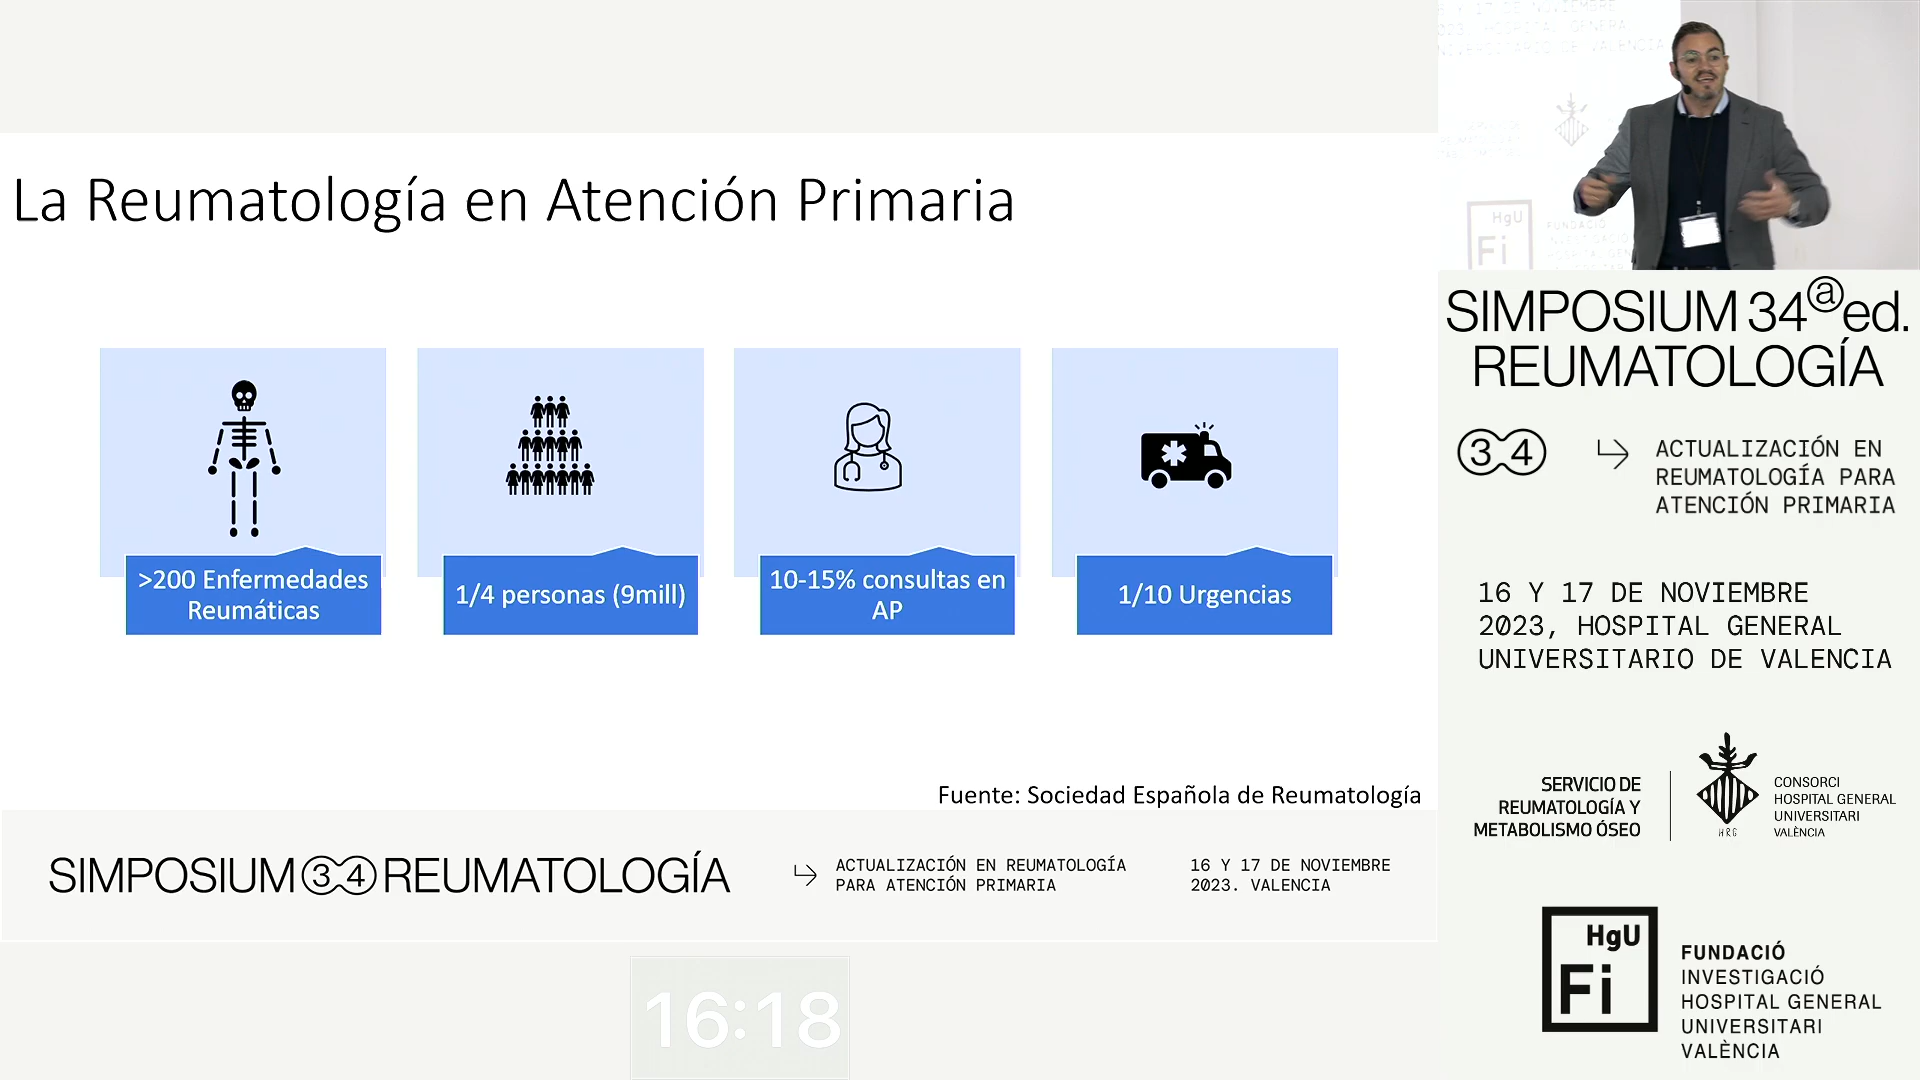 La Reumatología en Atención Primaria
>200 Enfermedades
Reumáticas
1/4 personas (9mill)
10-15% consultas en
AP
1/10 Urgencias
Fuente: Sociedad Española de Reumatología
SIMPOSIUM 34 REUMATOLOGÍA
ACTUALIZACIÓN EN REUMATOLOGÍA
PARA ATENCIÓN PRIMARIA
16 Y 17 DE NOVIEMBRE
2023. VALENCIA
16:18
HgU
Fi
SIMPOSIUM 34ⓐed.
REUMATOLOGÍA
34
ACTUALIZACIÓN EN
REUMATOLOGÍA PARA
ATENCIÓN PRIMARIA
16 Y 17 DE NOVIEMBRE
2023, HOSPITAL GENERAL
UNIVERSITARIO DE VALENCIA
SERVICIO DE
REUMATOLOGÍA Y
METABOLISMO ÓSEO
HRG
CONSORCI
HOSPITAL GENERAL
UNIVERSITARI
VALÈNCIA
HgU
Fi
FUNDACIÓ
INVESTIGACIÓ
HOSPITAL GENERAL
UNIVERSITARI
VALÈNCIA